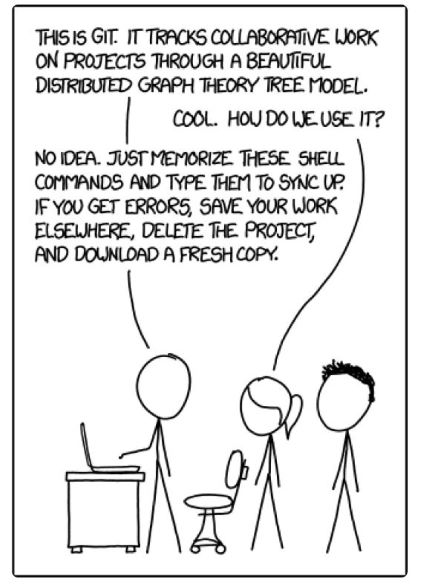 THIS IS GIT. IT TRACKS COLLABORATIVE WORK
ON PROJECTS THROUGH A BEAUTIFUL
DISTRIBUTED GRAPH THEORY TREE MODEL.
COOL. HOW DO WE USE IT?
NO IDEA. JUST MEMORIZE THESE SHELL
COMMANDS AND TYPE THEM TO SYNC UP.
IF YOU GET ERRORS, SAVE YOUR WORK
ELSEWHERE, DELETE THE PROJECT,
AND DOWNLOAD A FRESH COPY.